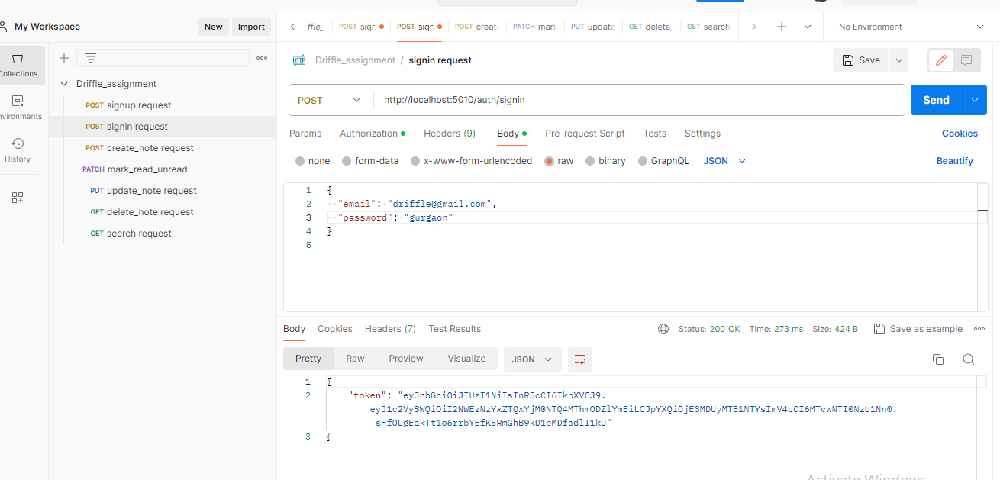 My Workspace
New
Import
ffle_
POST sigr
POST sigr.
POST create
PATCH mark
PUT update
GET delete_
GET search
No Environment
Collections
nvironments
History
Driffle_assignment
POST signup request
POST signin request
POST create_note request
PATCH mark_read_unread
PUT update_note request
GET delete_note request
GET search request
HTTP
Driffle_assignment / signin request
Save
POST
http://localhost:5010/auth/signin
Send
Params
Authorization
Headers (9)
Body
Pre-request Script
Tests
Settings
Cookies
none
form-data
x-www-form-urlencoded
raw
binary
GraphQL
JSON
Beautify
1 {
2 "email": "driffle@gmail.com",
3 "password": "gurgaon"
4 }
5
Body
Cookies
Headers (7)
Test Results
Status: 200 OK
Time: 273 ms
Size: 424 B
Save as example
Pretty
Raw
Preview
Visualize
JSON
1 {
2 "token": "eyJhbGciOiJIUzI1NiIsInR5cCI6IkpXVCJ9.
eyJ1c2VySWQiOiI2NWEzNzYxZTQxYjM0NTQ4MThmODZlYmEiLCJpYXQiOjE3MDUyMTE1NTYsImV4cCI6MTcwNTI0NzU1Nn0.
_sHfOLgEakTt1o6rrbYEfK5RmGhB9kD1pMDfadlI1kU"
3 }
Activate Windows